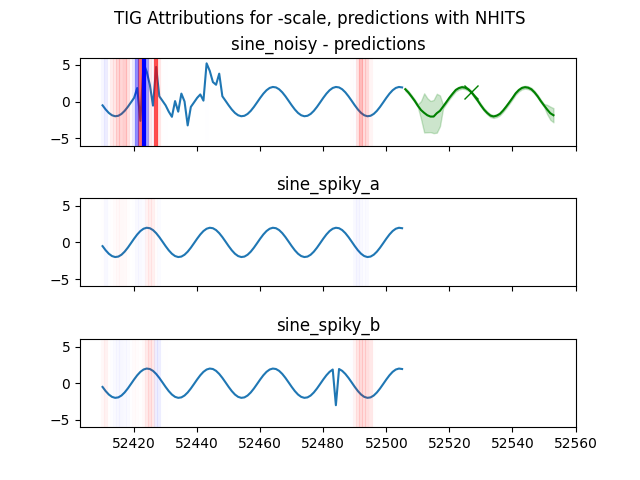 TIG Attributions for -scale, predictions with NHITS
sine_noisy - predictions
5
0
−5
sine_spiky_a
5
0
−5
sine_spiky_b
5
0
−5
52420 52440 52460 52480 52500 52520 52540 52560